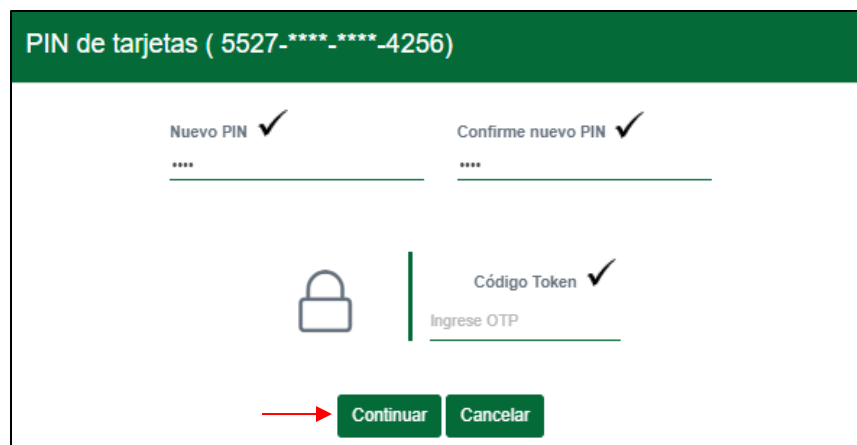 PIN de tarjetas ( 5527-****-****-4256)
Nuevo PIN ✓ Confirme nuevo PIN ✓
•••• ••••
Código Token ✓
Ingrese OTP
Continuar Cancelar